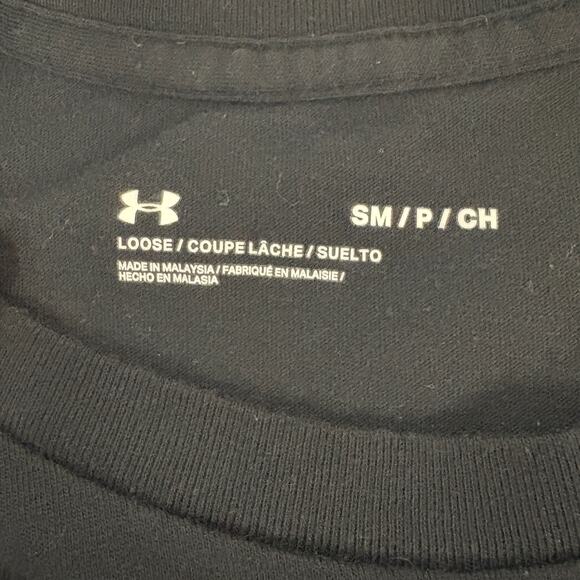 SM / P / CH
LOOSE / COUPE LÂCHE / SUELTO
MADE IN MALAYSIA / FABRIQUÉ EN MALAISIE /
HECHO EN MALASIA